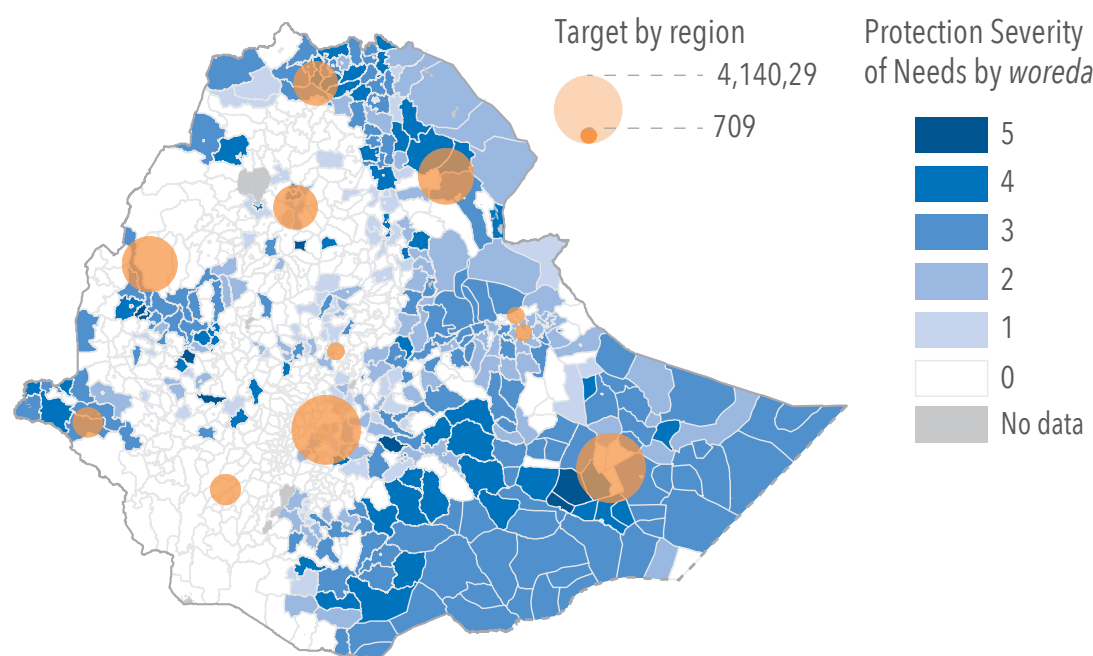 Target by region
4,140,29
709
Protection Severity
of Needs by woreda
5
4
3
2
1
0
No data